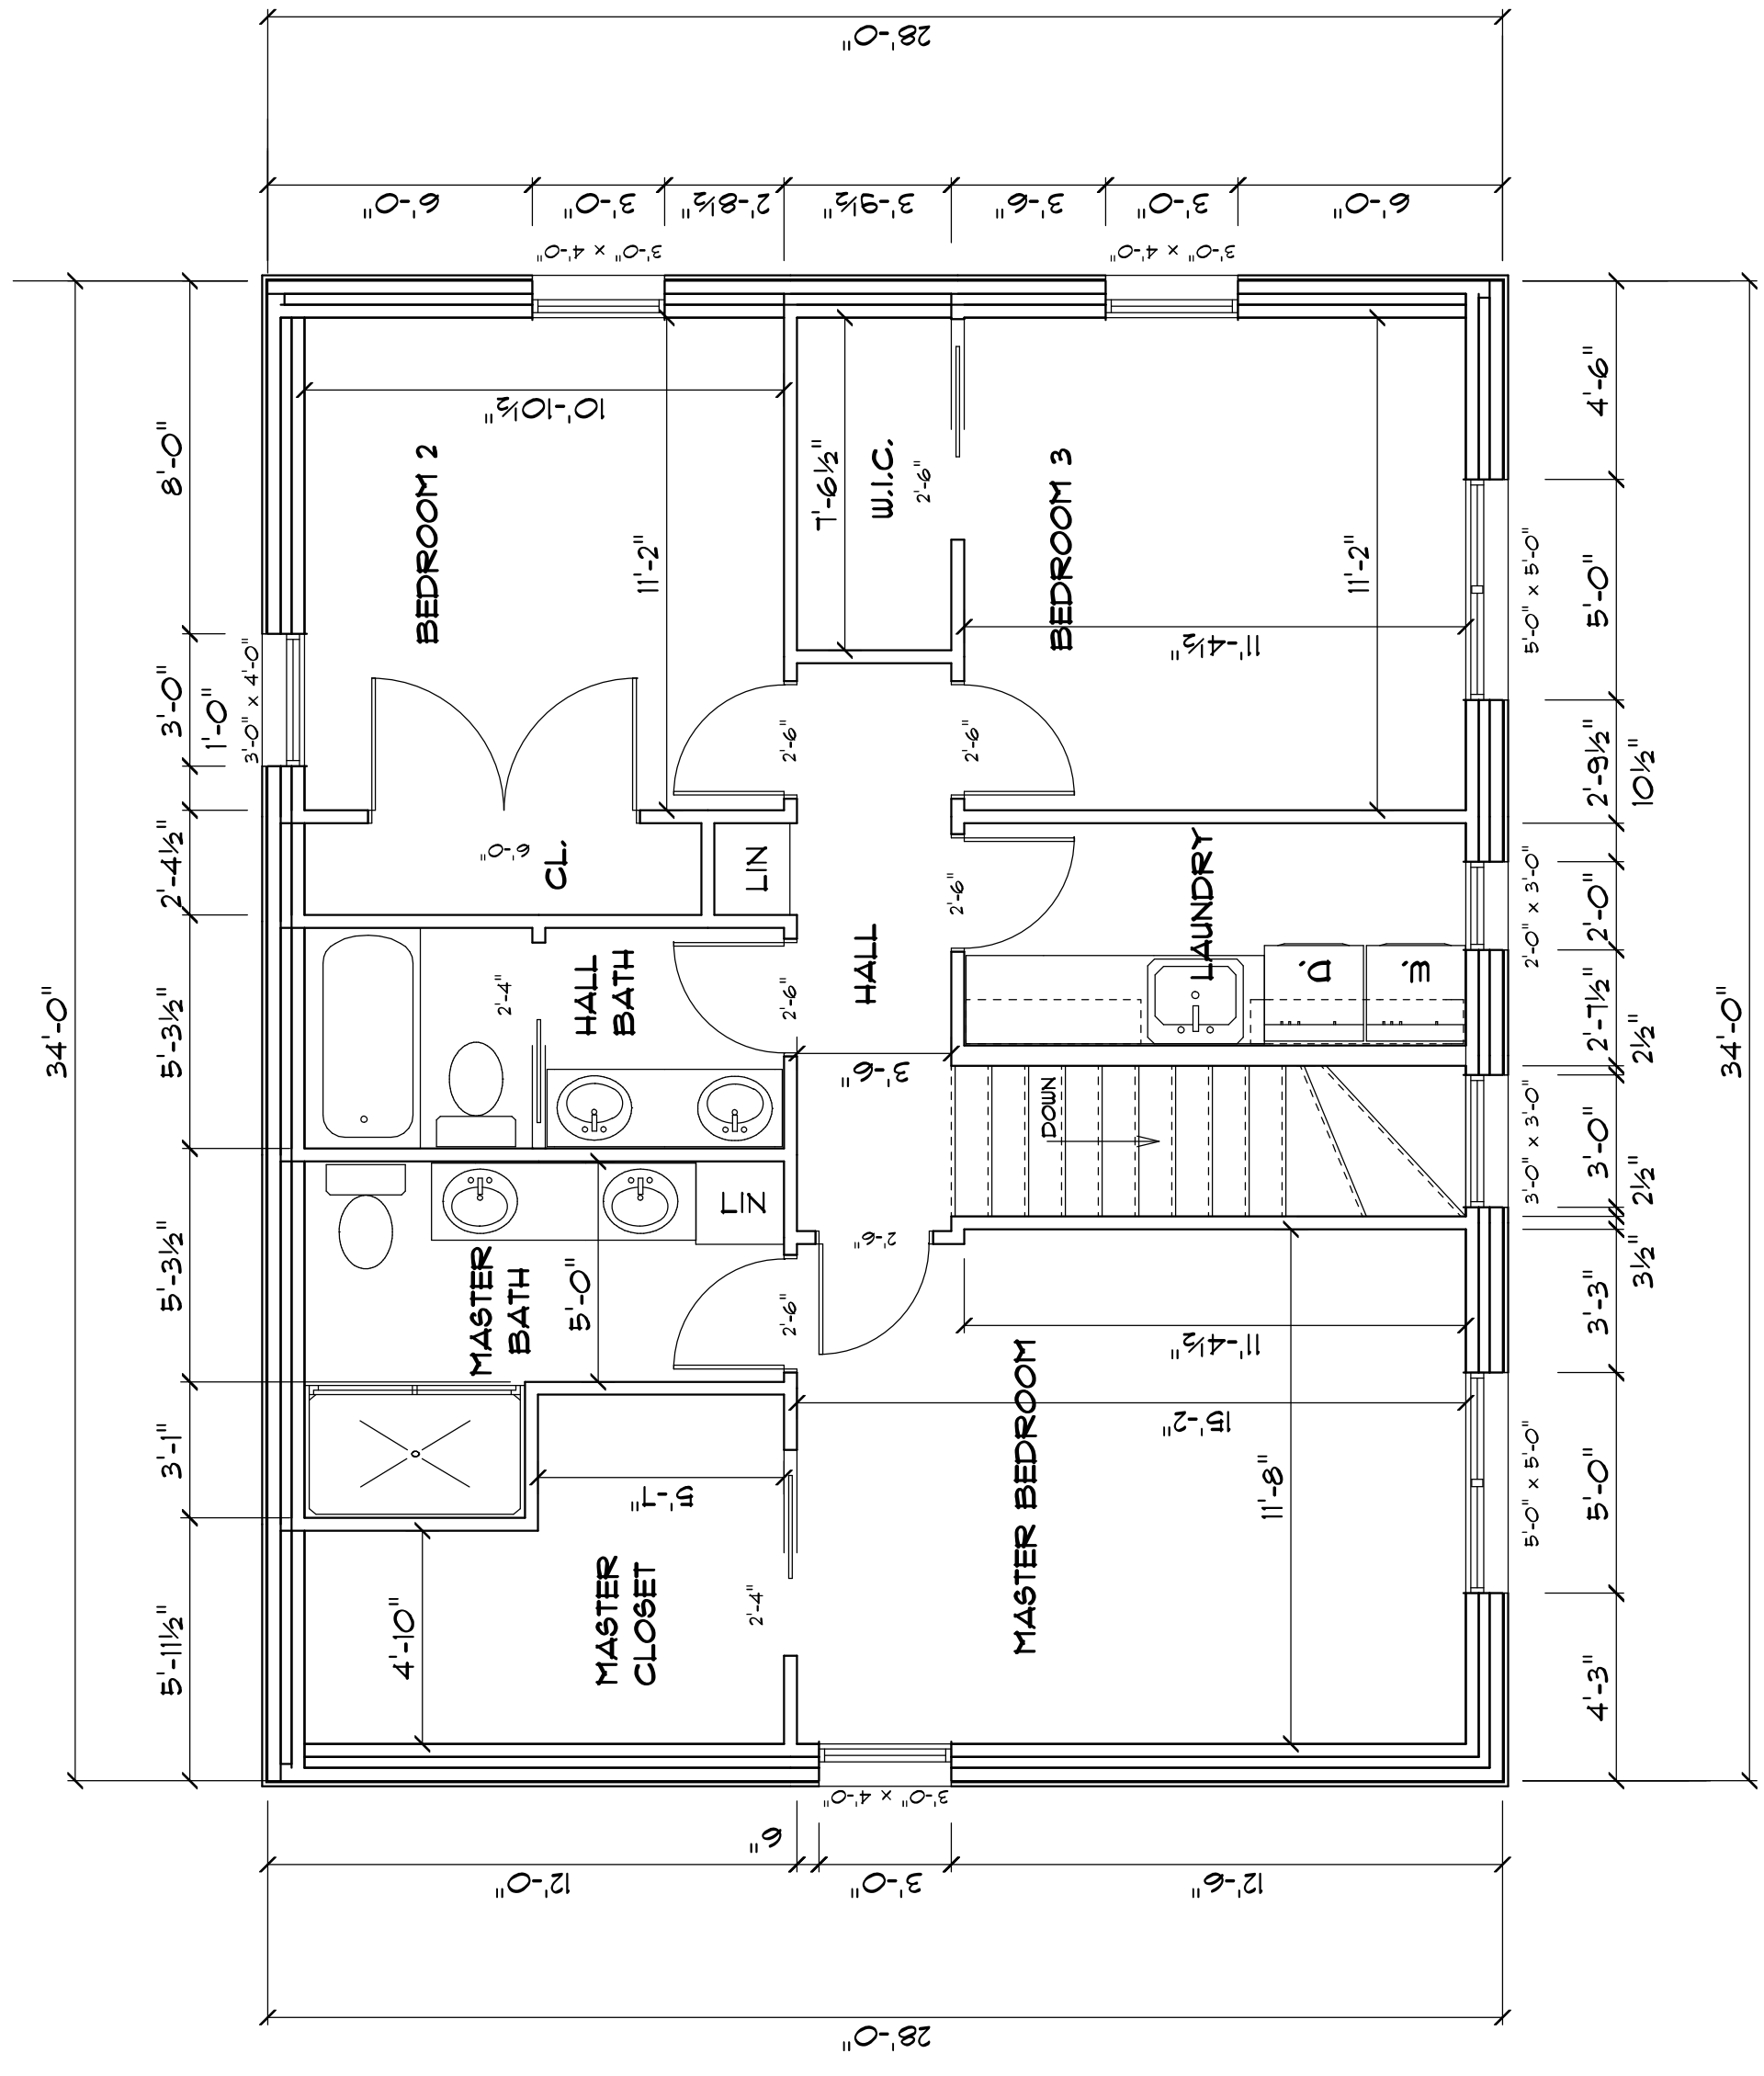 28'-0"
6'-0"
3'-0"
2'-8½"
3'-9½"
3'-6"
3'-0"
6'-0"
3'-0" x 4'-0"
3'-0" x 4'-0"
34'-0"
8'-0"
3'-0"
1'-0"
2'-4½"
5'-3½"
5'-3½"
3'-1"
5'-11½"
3'-0" x 4'-0"
10'-10½"
BEDROOM 2
11'-2"
7'-6½"
W.I.C.
2'-6"
BEDROOM 3
11'-2"
11'-4½"
2'-6"
2'-6"
6'-0"
CL.
LIN
2'-6"
LAUNDRY
HALL
HALL
BATH
2'-4"
2'-6"
D.
W.
3'-6"
DOWN
LIN
MASTER
BATH
5'-0"
2'-6"
2'-6"
11'-4½"
15'-2"
MASTER BEDROOM
11'-8"
5'-7"
4'-10"
MASTER
CLOSET
2'-4"
4'-6"
5'-0"
2'-9½"
10½"
2'-0"
2'-7½"
2½"
3'-0"
2½"
3½"
3'-3"
5'-0"
4'-3"
34'-0"
5'-0" x 5'-0"
2'-0" x 3'-0"
3'-0" x 3'-0"
5'-0" x 5'-0"
3'-0" x 4'-0"
12'-0"
6"
3'-0"
12'-6"
28'-0"